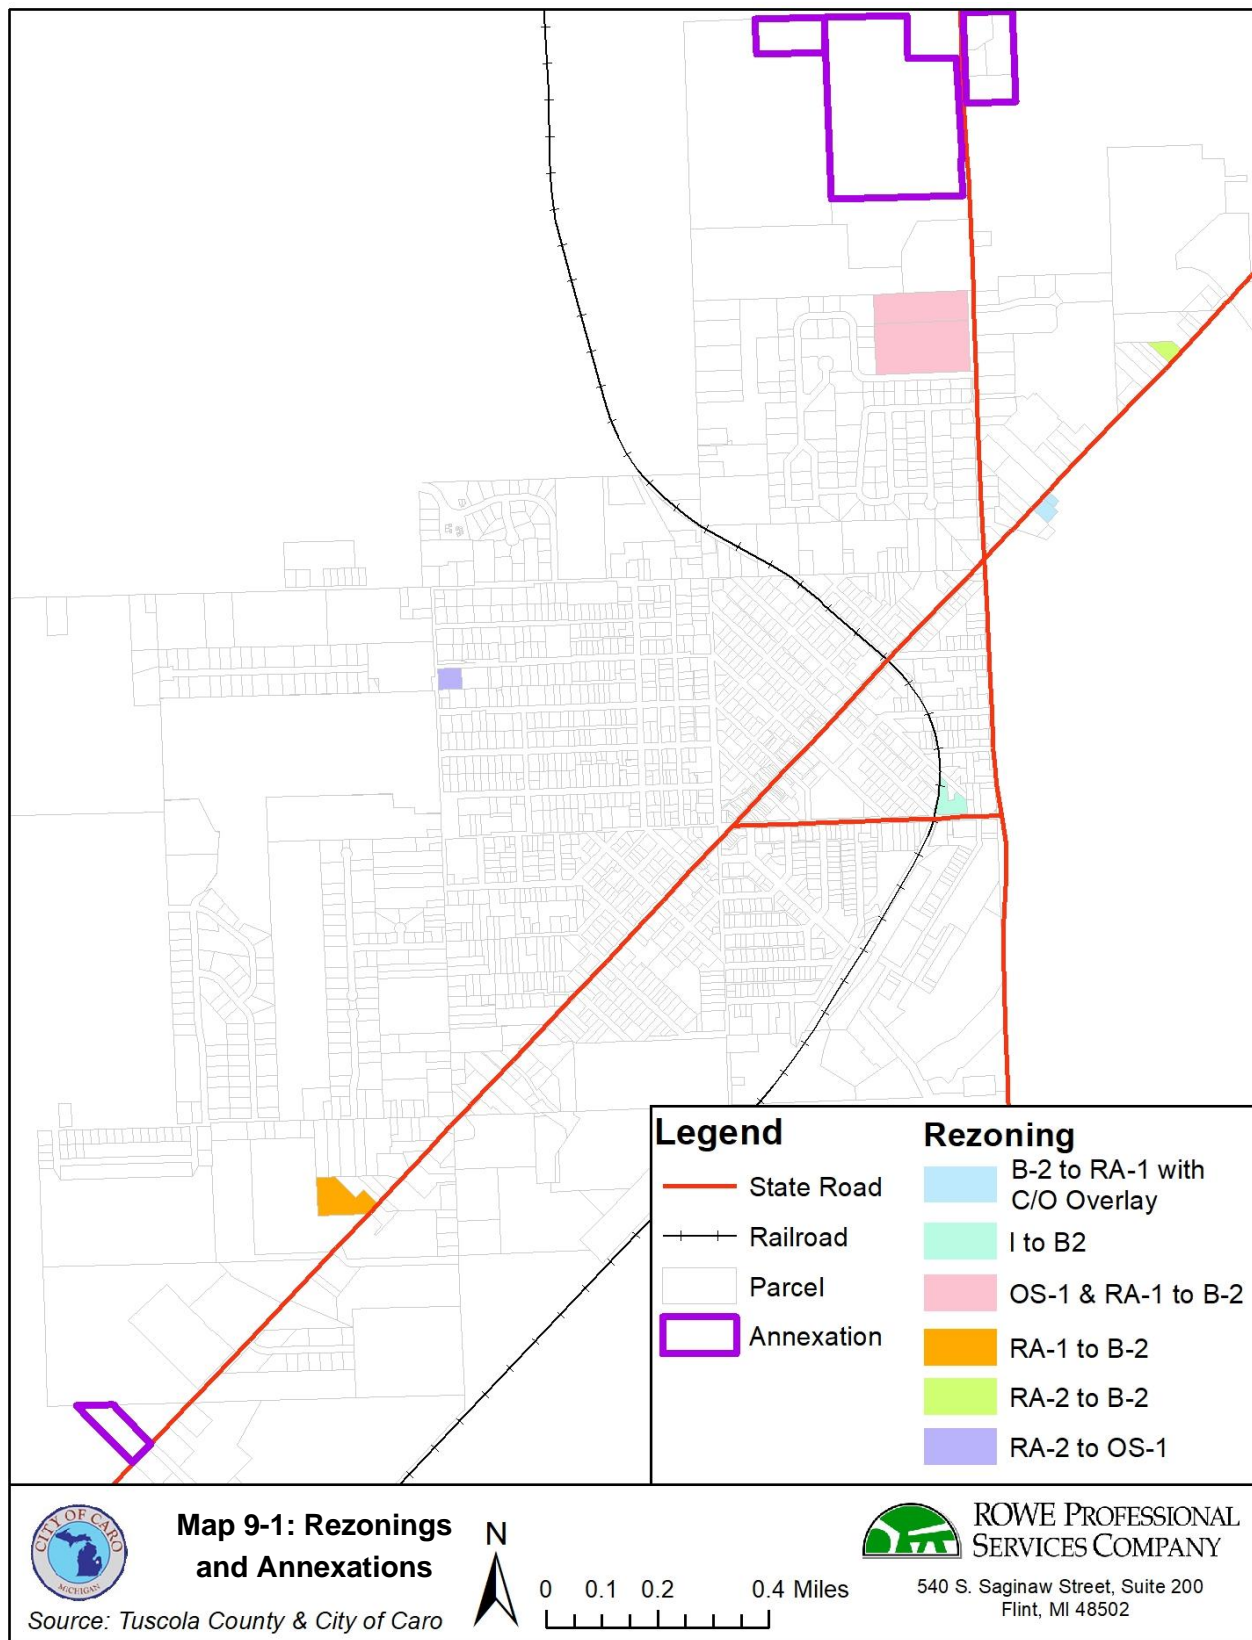 Legend
State Road
Railroad
Parcel
Annexation
Rezoning
B-2 to RA-1 with
C/O Overlay
I to B2
OS-1 & RA-1 to B-2
RA-1 to B-2
RA-2 to B-2
RA-2 to OS-1
CITY OF CARO
MICHIGAN
Map 9-1: Rezonings
and Annexations
Source: Tuscola County & City of Caro
N
0 0.1 0.2 0.4 Miles
ROWE PROFESSIONAL
SERVICES COMPANY
540 S. Saginaw Street, Suite 200
Flint, MI 48502